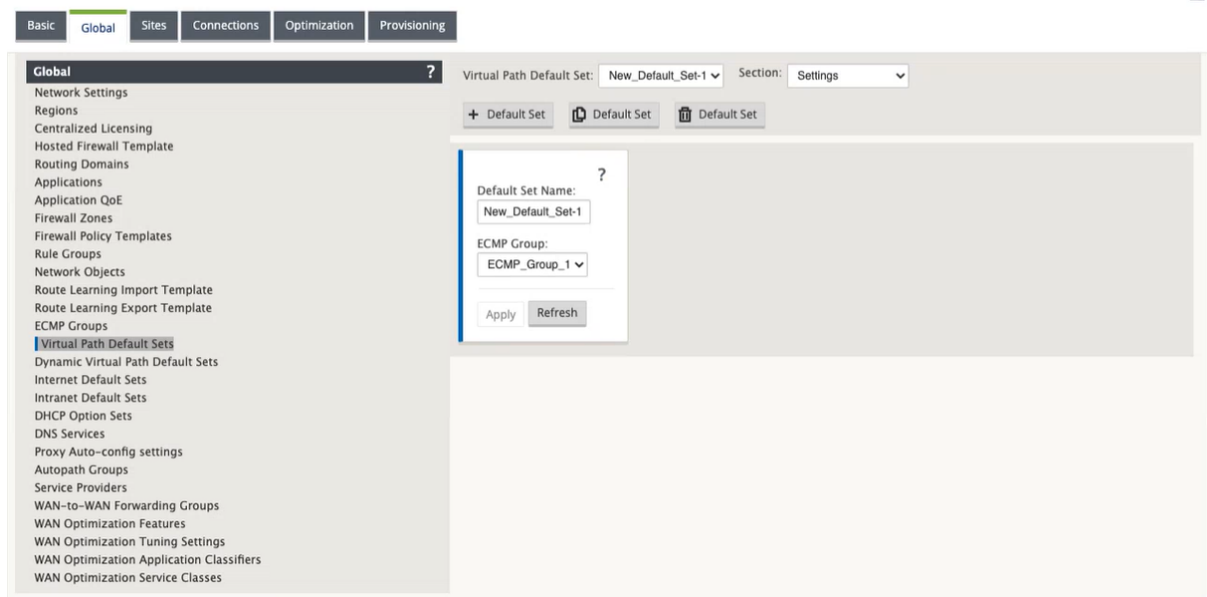 Basic Global Sites Connections Optimization Provisioning
Global ?
Network Settings
Regions
Centralized Licensing
Hosted Firewall Template
Routing Domains
Applications
Application QoE
Firewall Zones
Firewall Policy Templates
Rule Groups
Network Objects
Route Learning Import Template
Route Learning Export Template
ECMP Groups
Virtual Path Default Sets
Dynamic Virtual Path Default Sets
Internet Default Sets
Intranet Default Sets
DHCP Option Sets
DNS Services
Proxy Auto-config settings
Autopath Groups
Service Providers
WAN-to-WAN Forwarding Groups
WAN Optimization Features
WAN Optimization Tuning Settings
WAN Optimization Application Classifiers
WAN Optimization Service Classes
Virtual Path Default Set: New_Default_Set-1 Section: Settings
+ Default Set Default Set Default Set
?
Default Set Name:
New_Default_Set-1
ECMP Group:
ECMP_Group_1
Apply Refresh